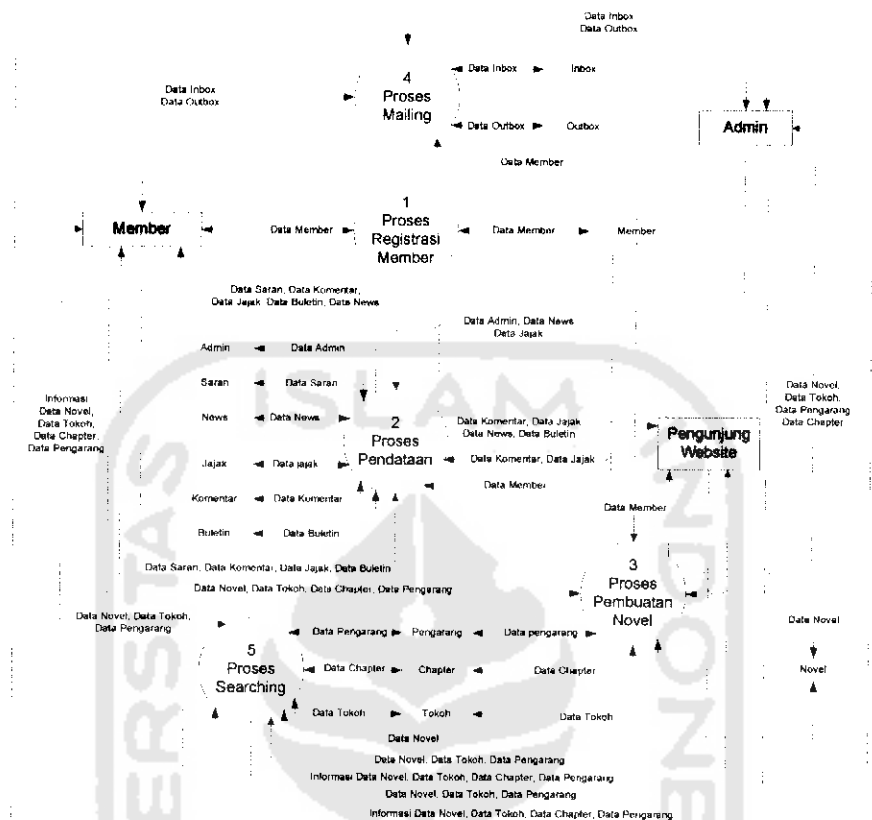 Data Inbox
Data Outbox
Data Inbox
Inbox
4
Proses
Mailing
Data Inbox
Data Outbox
Data Outbox
Outbox
Admin
Data Member
1
Proses
Registrasi
Member
Member
Data Member
Data Member
Member
Data Saran, Data Komentar,
Data Jajak Data Buletin, Data News
Data Admin, Data News
Data Jajak
Admin
Data Admin
Saran
Data Saran
News
Data News
Jajax
Data jajak
Komentar
Data Komentar
Buletin
Data Buletin
2
Proses
Pendataan
Data Komentar, Data Jajak
Data News, Data Buletin
Data Komentar, Data Jajak
Data Member
Informasi
Data Novel,
Data Tokoh,
Data Chapter,
Data Pengarang
Pengunjung
Website
Data Novel,
Data Tokoh,
Data Pengarang
Data Chapter
Data Member
Data Saran, Data Komentar, Data Jajak, Data Buletin
Data Novel, Data Tokoh, Data Chapter, Data Pengarang
3
Proses
Pembuatan
Novel
Data Novel, Data Tokoh,
Data Pengarang
Data Novel
Novel
5
Proses
Searching
Data Pengarang
Pengarang
Data pengarang
Data Chapter
Chapter
Data Chapter
Data Tokoh
Tokoh
Data Tokoh
Data Novel
Data Novel, Data Tokoh, Data Pengarang
Informasi Data Novel, Data Tokoh, Data Chapter, Data Pengarang
Data Novel, Data Tokoh, Data Pengarang
Informasi Data Novel, Data Tokoh, Data Chapter, Data Pengarang
ISLAM